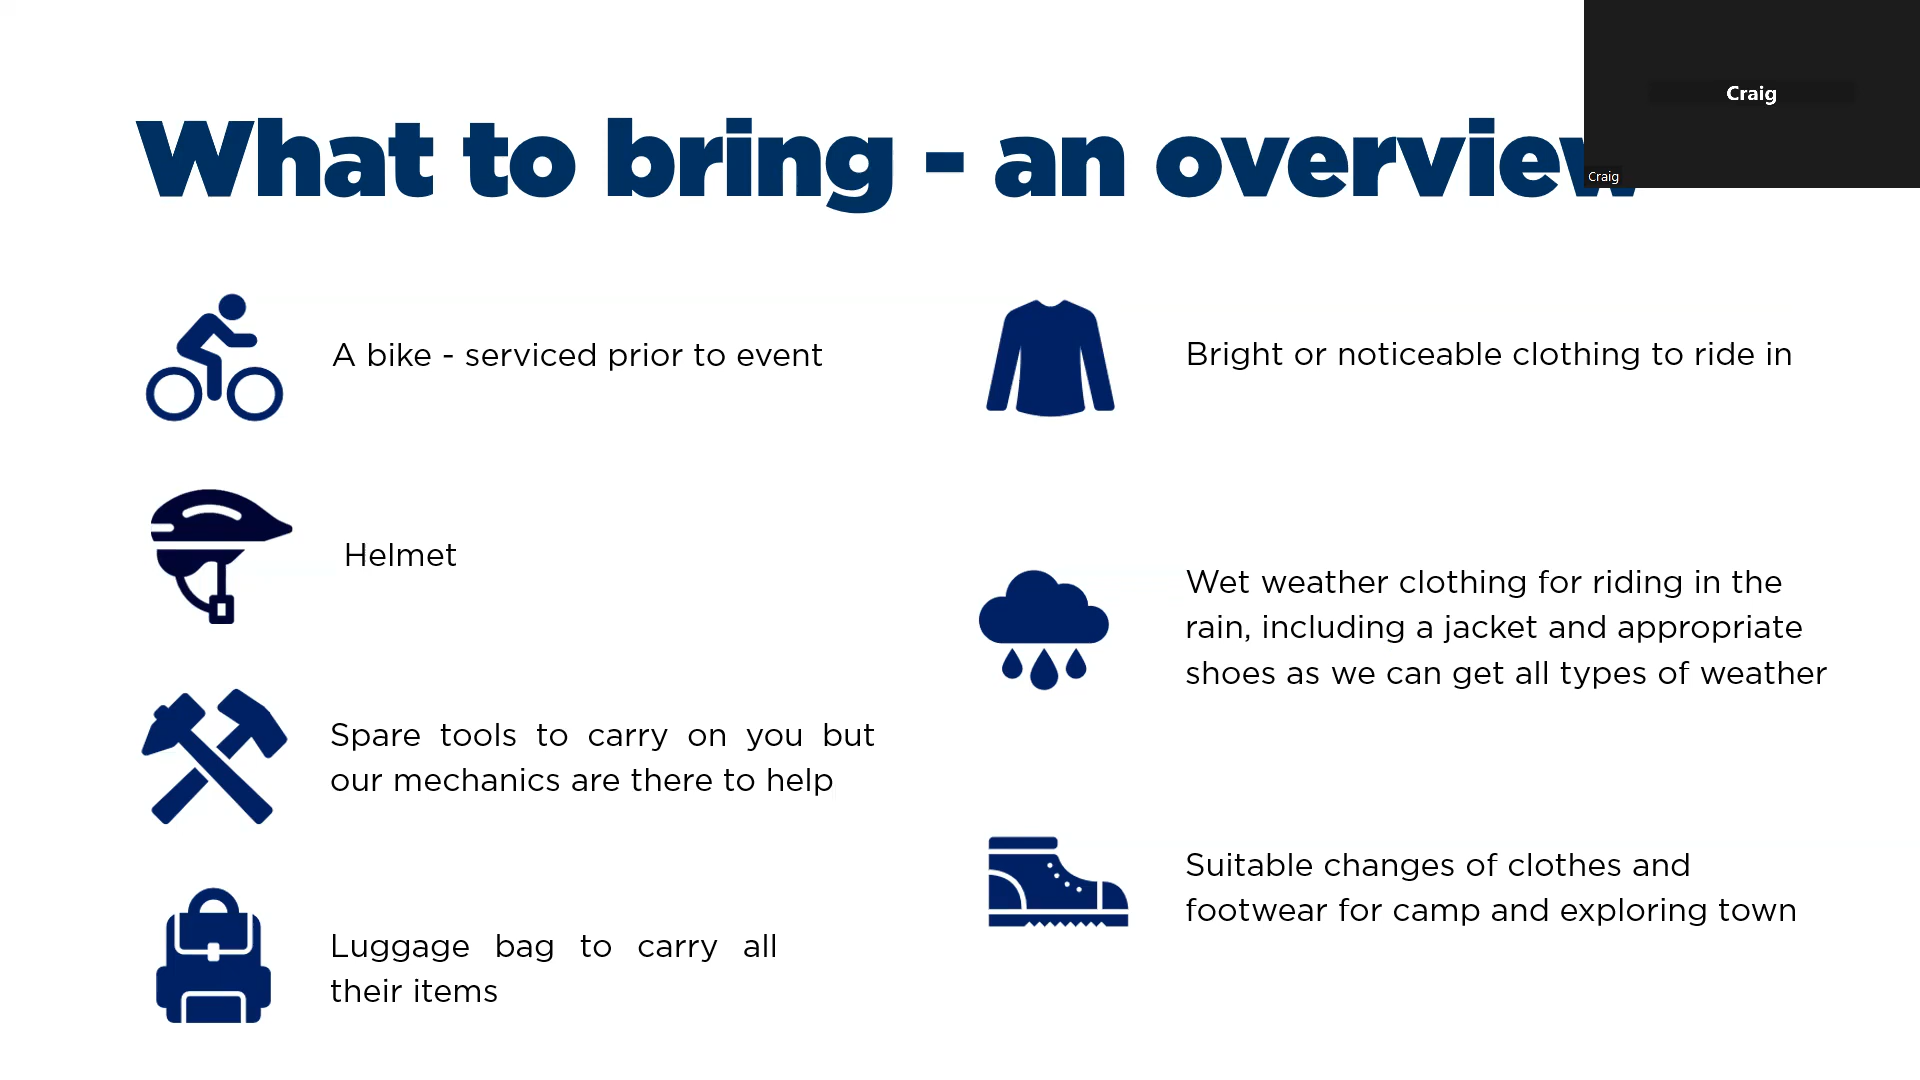 What to bring - an overview
Craig
Craig
A bike - serviced prior to event
Helmet
Spare tools to carry on you but
our mechanics are there to help
Luggage bag to carry all
their items
Bright or noticeable clothing to ride in
Wet weather clothing for riding in the
rain, including a jacket and appropriate
shoes as we can get all types of weather
Suitable changes of clothes and
footwear for camp and exploring town